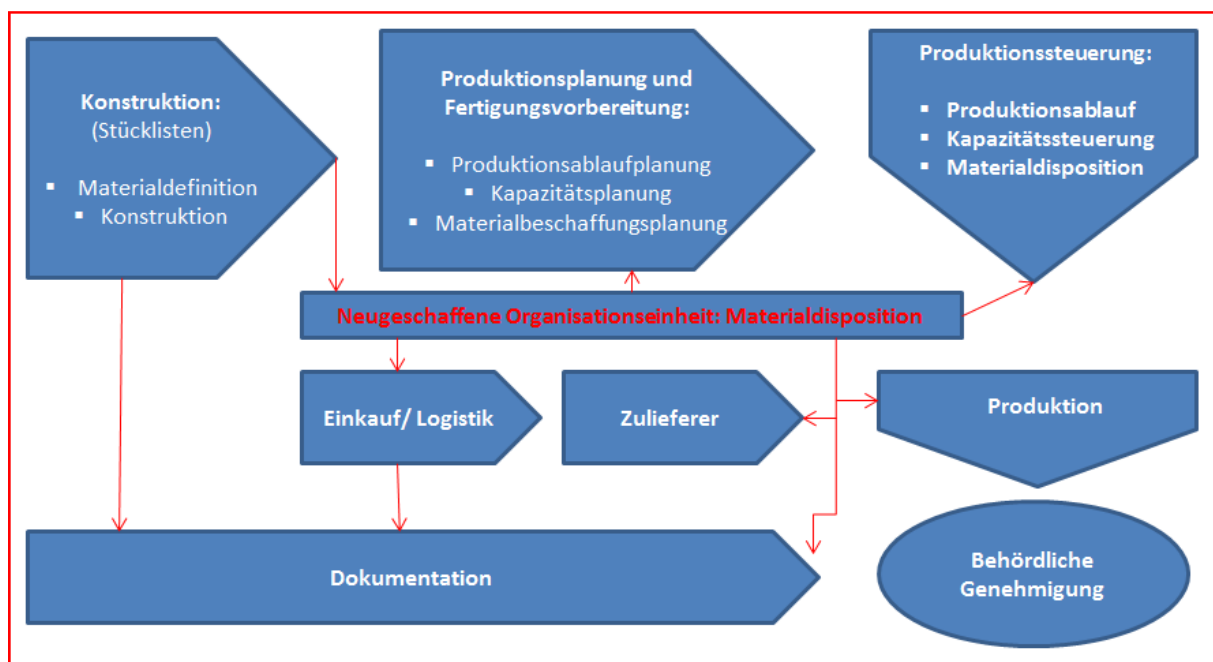 Konstruktion:
(Stücklisten)
▪ Materialdefinition
▪ Konstruktion
Produktionsplanung und
Fertigungsvorbereitung:
▪ Produktionsablaufplanung
▪ Kapazitätsplanung
▪ Materialbeschaffungsplanung
Produktionssteuerung:
▪ Produktionsablauf
▪ Kapazitätssteuerung
▪ Materialdisposition
Neugeschaffene Organisationseinheit: Materialdisposition
Einkauf/ Logistik
Zulieferer
Produktion
Dokumentation
Behördliche
Genehmigung